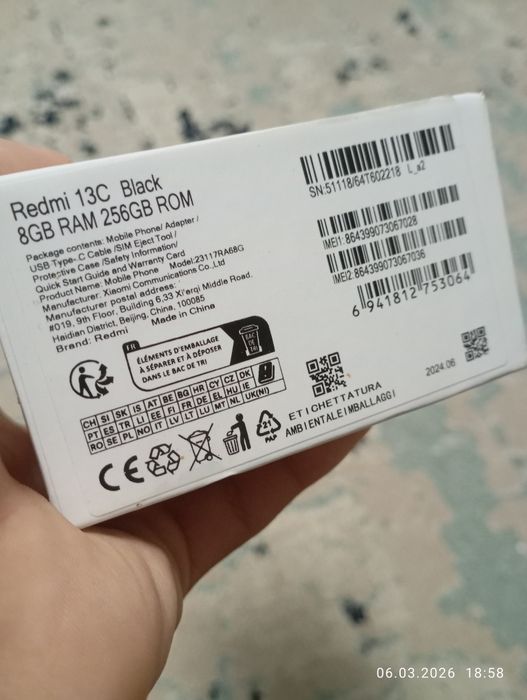 Redmi 13C Black
8GB RAM 256GB ROM
Package contents: Mobile Phone/ Adapter /
USB Type-C Cable /SIM Eject Tool /
Protective Case /Safety Information/
Quick Start Guide and Warranty Card
Product Name: Mobile Phone Model:23117RA68G
Manufacturer: Xiaomi Communications Co.,Ltd
Manufacturer postal address:
#019, 9th Floor, Building 6,33 Xi'erqi Middle Road,
Haidian District, Beijing, China, 100085
Brand: Redmi Made in China
SN:51118/64T602218 L_a2
IMEI1: 864399073067028
IMEI2:864399073067036
6 941812 753064
FR
ÉLÉMENTS D'EMBALLAGE
À SÉPARER ET À DÉPOSER
DANS LE BAC DE TRI
BAC
DE
TRI
CH SI SK IS AT BE BG HR CY CZ DK
PT ES TR LI EE FI FR DE EL HU IE
RO SE PL NO IT LV LT LU MT NL UK(NI)
CE
21
PAP
ETICHETTATURA
AMBIENTALEIMBALLAGGI
2024.06
06.03.2026 18:58